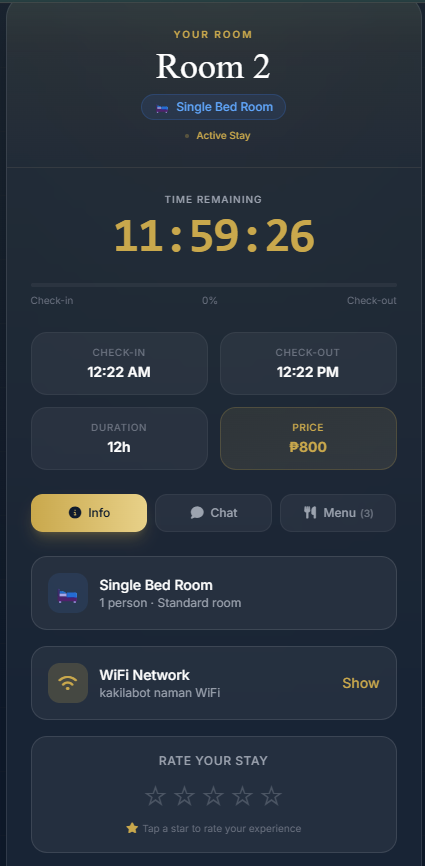 YOUR ROOM
Room 2
Single Bed Room
Active Stay
TIME REMAINING
11:59:26
Check-in 0% Check-out
CHECK-IN CHECK-OUT
12:22 AM 12:22 PM
DURATION PRICE
12h ₱800
Info Chat Menu (3)
Single Bed Room
1 person · Standard room
WiFi Network
kakilabot naman WiFi
Show
RATE YOUR STAY
Tap a star to rate your experience